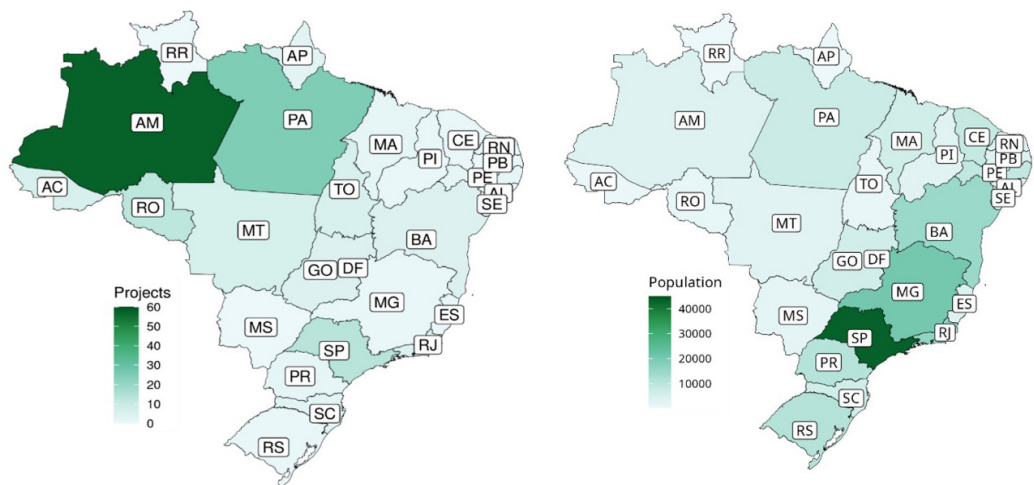 RR
AP
AM
PA
MA
CE
RN
PI
PB
PE
AL
SE
AC
TO
RO
MT
BA
GO
DF
MG
ES
MS
SP
RJ
PR
SC
RS
Projects
60
50
40
30
20
10
0
RR
AP
AM
PA
MA
CE
RN
PI
PB
PE
AL
SE
AC
TO
RO
MT
BA
GO
DF
MG
ES
MS
SP
RJ
PR
SC
RS
Population
40000
30000
20000
10000